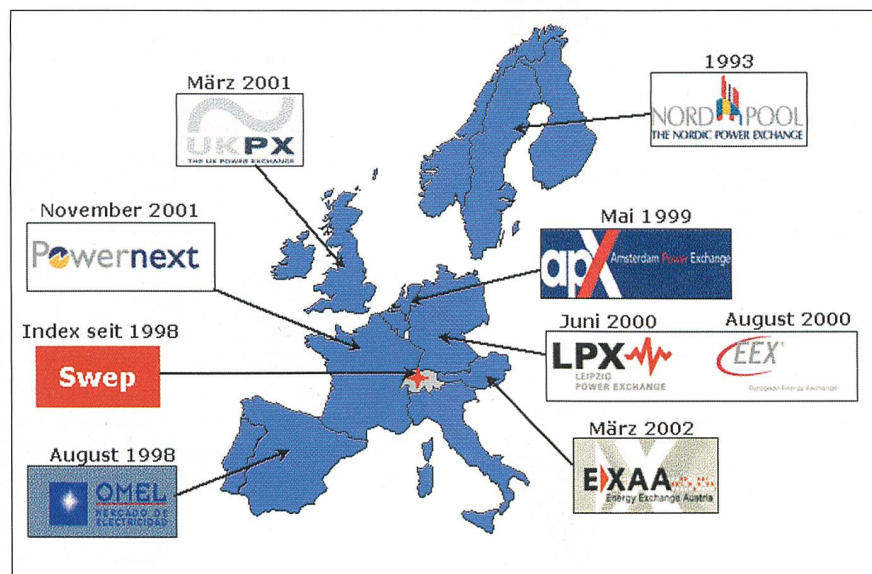 1993
NORD POOL
THE NORDIC POWER EXCHANGE
März 2001
UKPX
THE UK POWER EXCHANGE
November 2001
Powernext
Mai 1999
apX Amsterdam Power Exchange
Index seit 1998
Swep
Juni 2000
LPX
LEIPZIG
POWER EXCHANGE
August 2000
EEX
European Energy Exchange
August 1998
OMEL
MERCADO DE
ELECTRICIDAD
März 2002
EXAA
Energy Exchange Austria